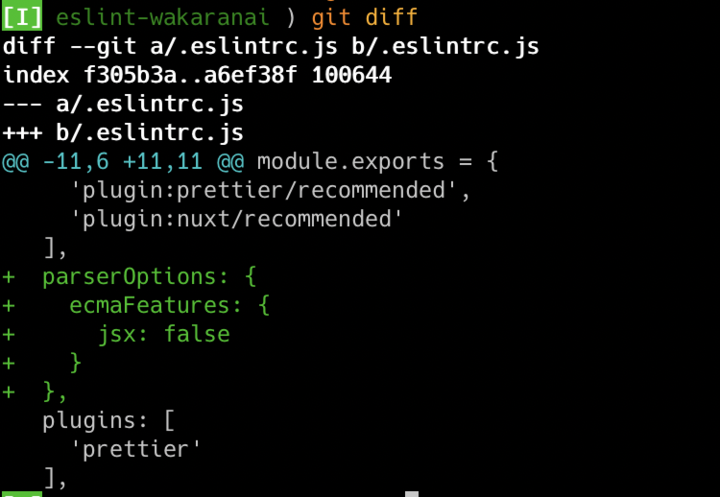 [I] eslint-wakaranai ) git diff
diff --git a/.eslintrc.js b/.eslintrc.js
index f305b3a..a6ef38f 100644
--- a/.eslintrc.js
+++ b/.eslintrc.js
@@ -11,6 +11,11 @@ module.exports = {
     'plugin:prettier/recommended',
     'plugin:nuxt/recommended'
   ],
+  parserOptions: {
+    ecmaFeatures: {
+      jsx: false
+    }
+  },
   plugins: [
     'prettier'
   ],